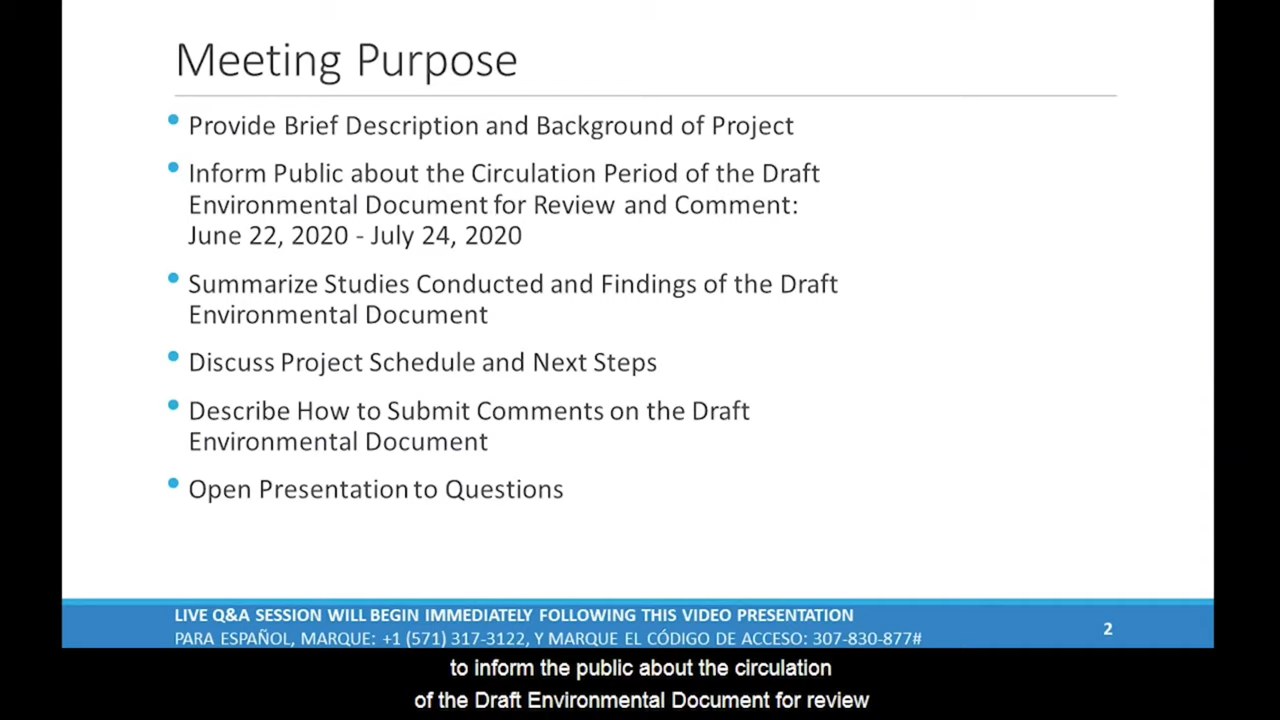 Meeting Purpose
• Provide Brief Description and Background of Project
• Inform Public about the Circulation Period of the Draft
Environmental Document for Review and Comment:
June 22, 2020 - July 24, 2020
• Summarize Studies Conducted and Findings of the Draft
Environmental Document
• Discuss Project Schedule and Next Steps
• Describe How to Submit Comments on the Draft
Environmental Document
• Open Presentation to Questions
LIVE Q&A SESSION WILL BEGIN IMMEDIATELY FOLLOWING THIS VIDEO PRESENTATION
PARA ESPAÑOL, MARQUE: +1 (571) 317-3122, Y MARQUE EL CÓDIGO DE ACCESO: 307-830-877#
2
to inform the public about the circulation
of the Draft Environmental Document for review